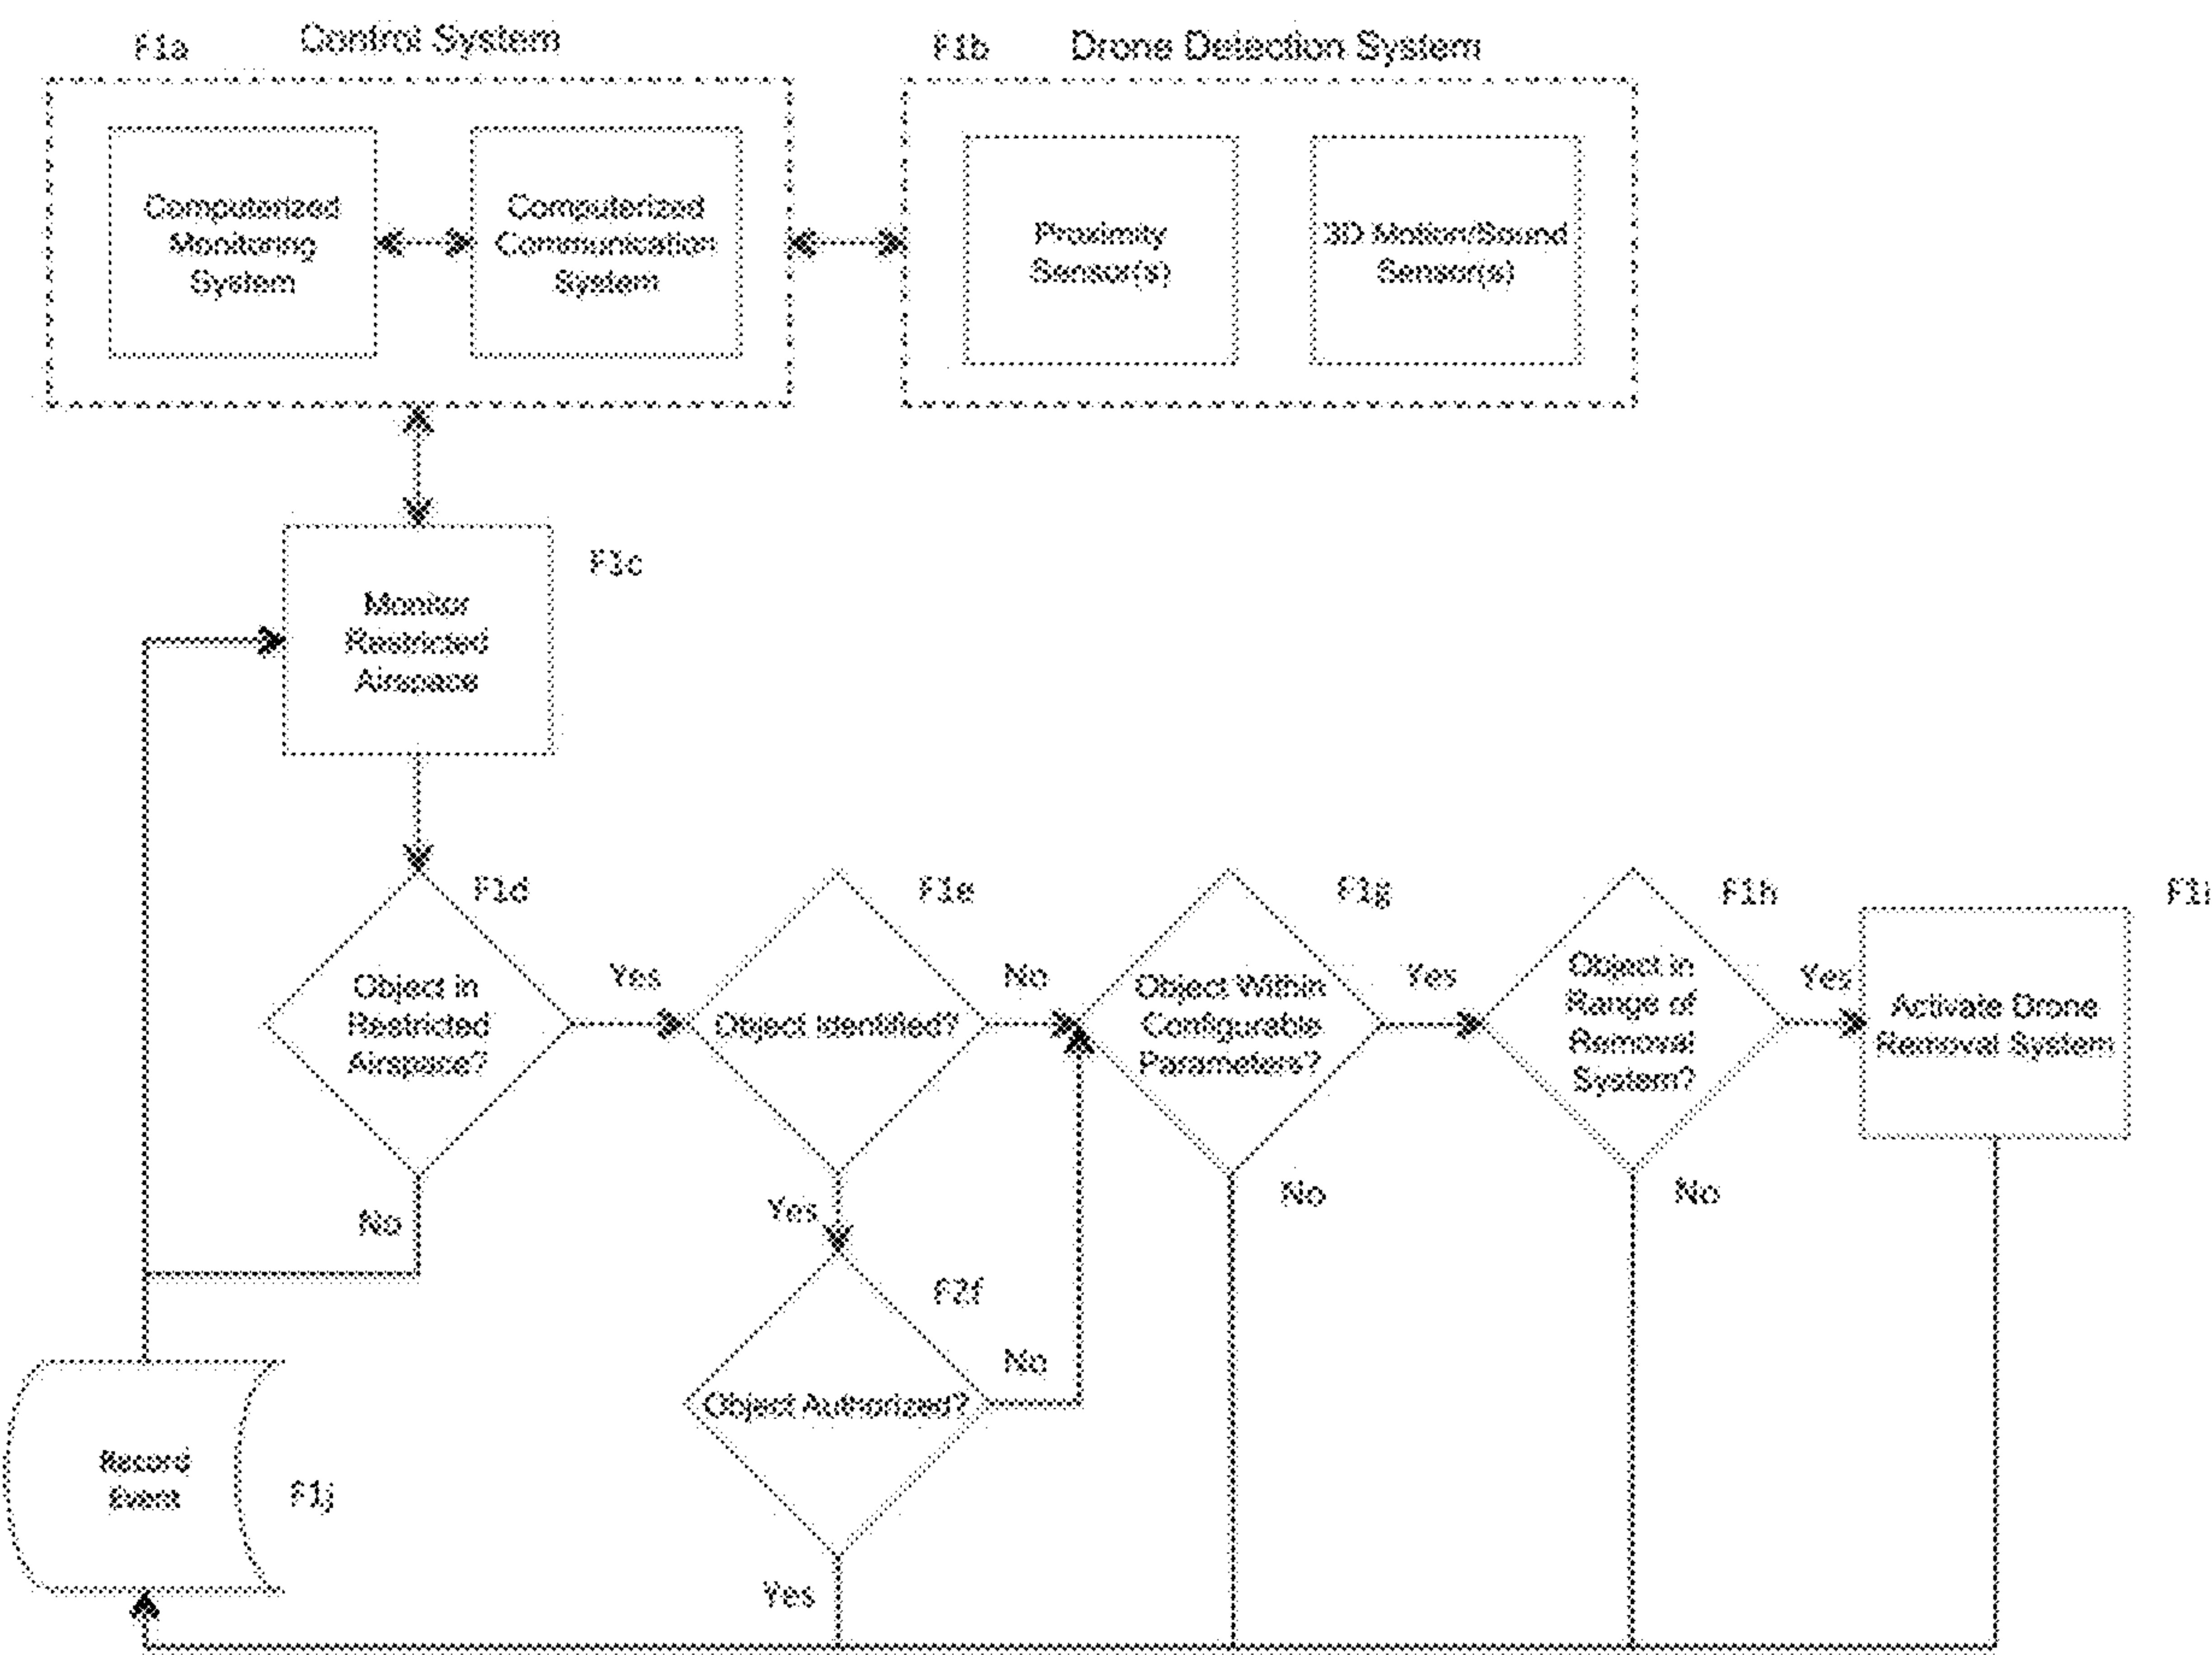 F1a
Control System
F1b
Drone Detection System
Computerized
Monitoring
System
Computerized
Communication
System
Proximity
Sensor(s)
3D Motion/Sound
Sensor(s)
F1c
Monitor
Restricted
Airspace
F1d
Object in
Restricted
Airspace?
Yes
No
F1e
Object Identified?
No
Yes
F2f
Object Authorized?
No
Yes
F1g
Object Within
Configurable
Parameters?
Yes
No
F1h
Object in
Range of
Removal
System?
Yes
No
F1i
Activate Drone
Removal System
Record
Event
F1j